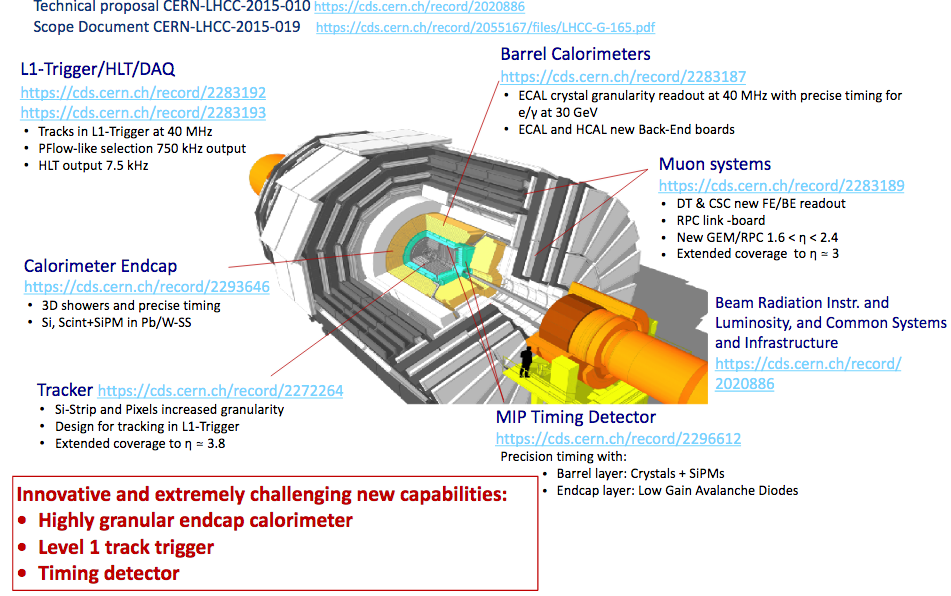 Technical proposal CERN-LHCC-2015-010 https://cds.cern.ch/record/2020886
Scope Document CERN-LHCC-2015-019 https://cds.cern.ch/record/2055167/files/LHCC-G-165.pdf
L1-Trigger/HLT/DAQ
https://cds.cern.ch/record/2283192
https://cds.cern.ch/record/2283193
• Tracks in L1-Trigger at 40 MHz
• PFlow-like selection 750 kHz output
• HLT output 7.5 kHz
Barrel Calorimeters
https://cds.cern.ch/record/2283187
• ECAL crystal granularity readout at 40 MHz with precise timing for
e/γ at 30 GeV
• ECAL and HCAL new Back-End boards
Muon systems
https://cds.cern.ch/record/2283189
• DT & CSC new FE/BE readout
• RPC link -board
• New GEM/RPC 1.6 < η < 2.4
• Extended coverage to η ≃ 3
Calorimeter Endcap
https://cds.cern.ch/record/2293646
• 3D showers and precise timing
• Si, Scint+SiPM in Pb/W-SS
Beam Radiation Instr. and
Luminosity, and Common Systems
and Infrastructure
https://cds.cern.ch/record/
2020886
Tracker https://cds.cern.ch/record/2272264
• Si-Strip and Pixels increased granularity
• Design for tracking in L1-Trigger
• Extended coverage to η ≃ 3.8
MIP Timing Detector
https://cds.cern.ch/record/2296612
Precision timing with:
• Barrel layer: Crystals + SiPMs
• Endcap layer: Low Gain Avalanche Diodes
Innovative and extremely challenging new capabilities:
• Highly granular endcap calorimeter
• Level 1 track trigger
• Timing detector